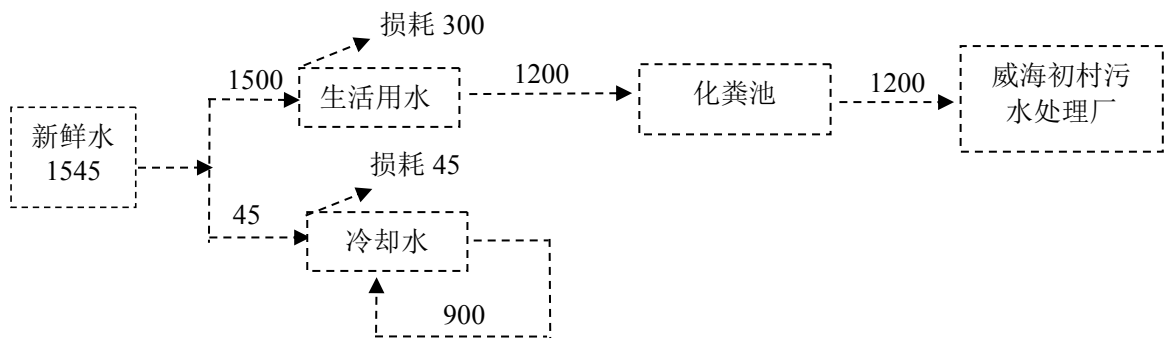 损耗 300
1500
生活用水
1200
化粪池
1200
威海初村污
水处理厂
新鲜水
1545
损耗 45
45
冷却水
900